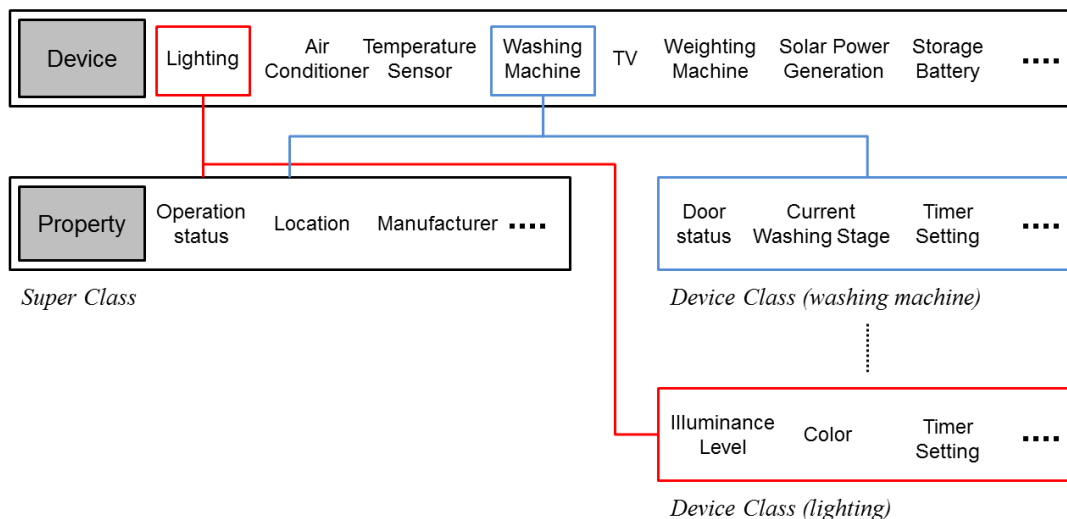 Device
Lighting
Air
Conditioner
Temperature
Sensor
Washing
Machine
TV
Weighting
Machine
Solar Power
Generation
Storage
Battery
....
Property
Operation
status
Location
Manufacturer
....
Super Class
Door
status
Current
Washing Stage
Timer
Setting
....
Device Class (washing machine)
Illuminance
Level
Color
Timer
Setting
....
Device Class (lighting)